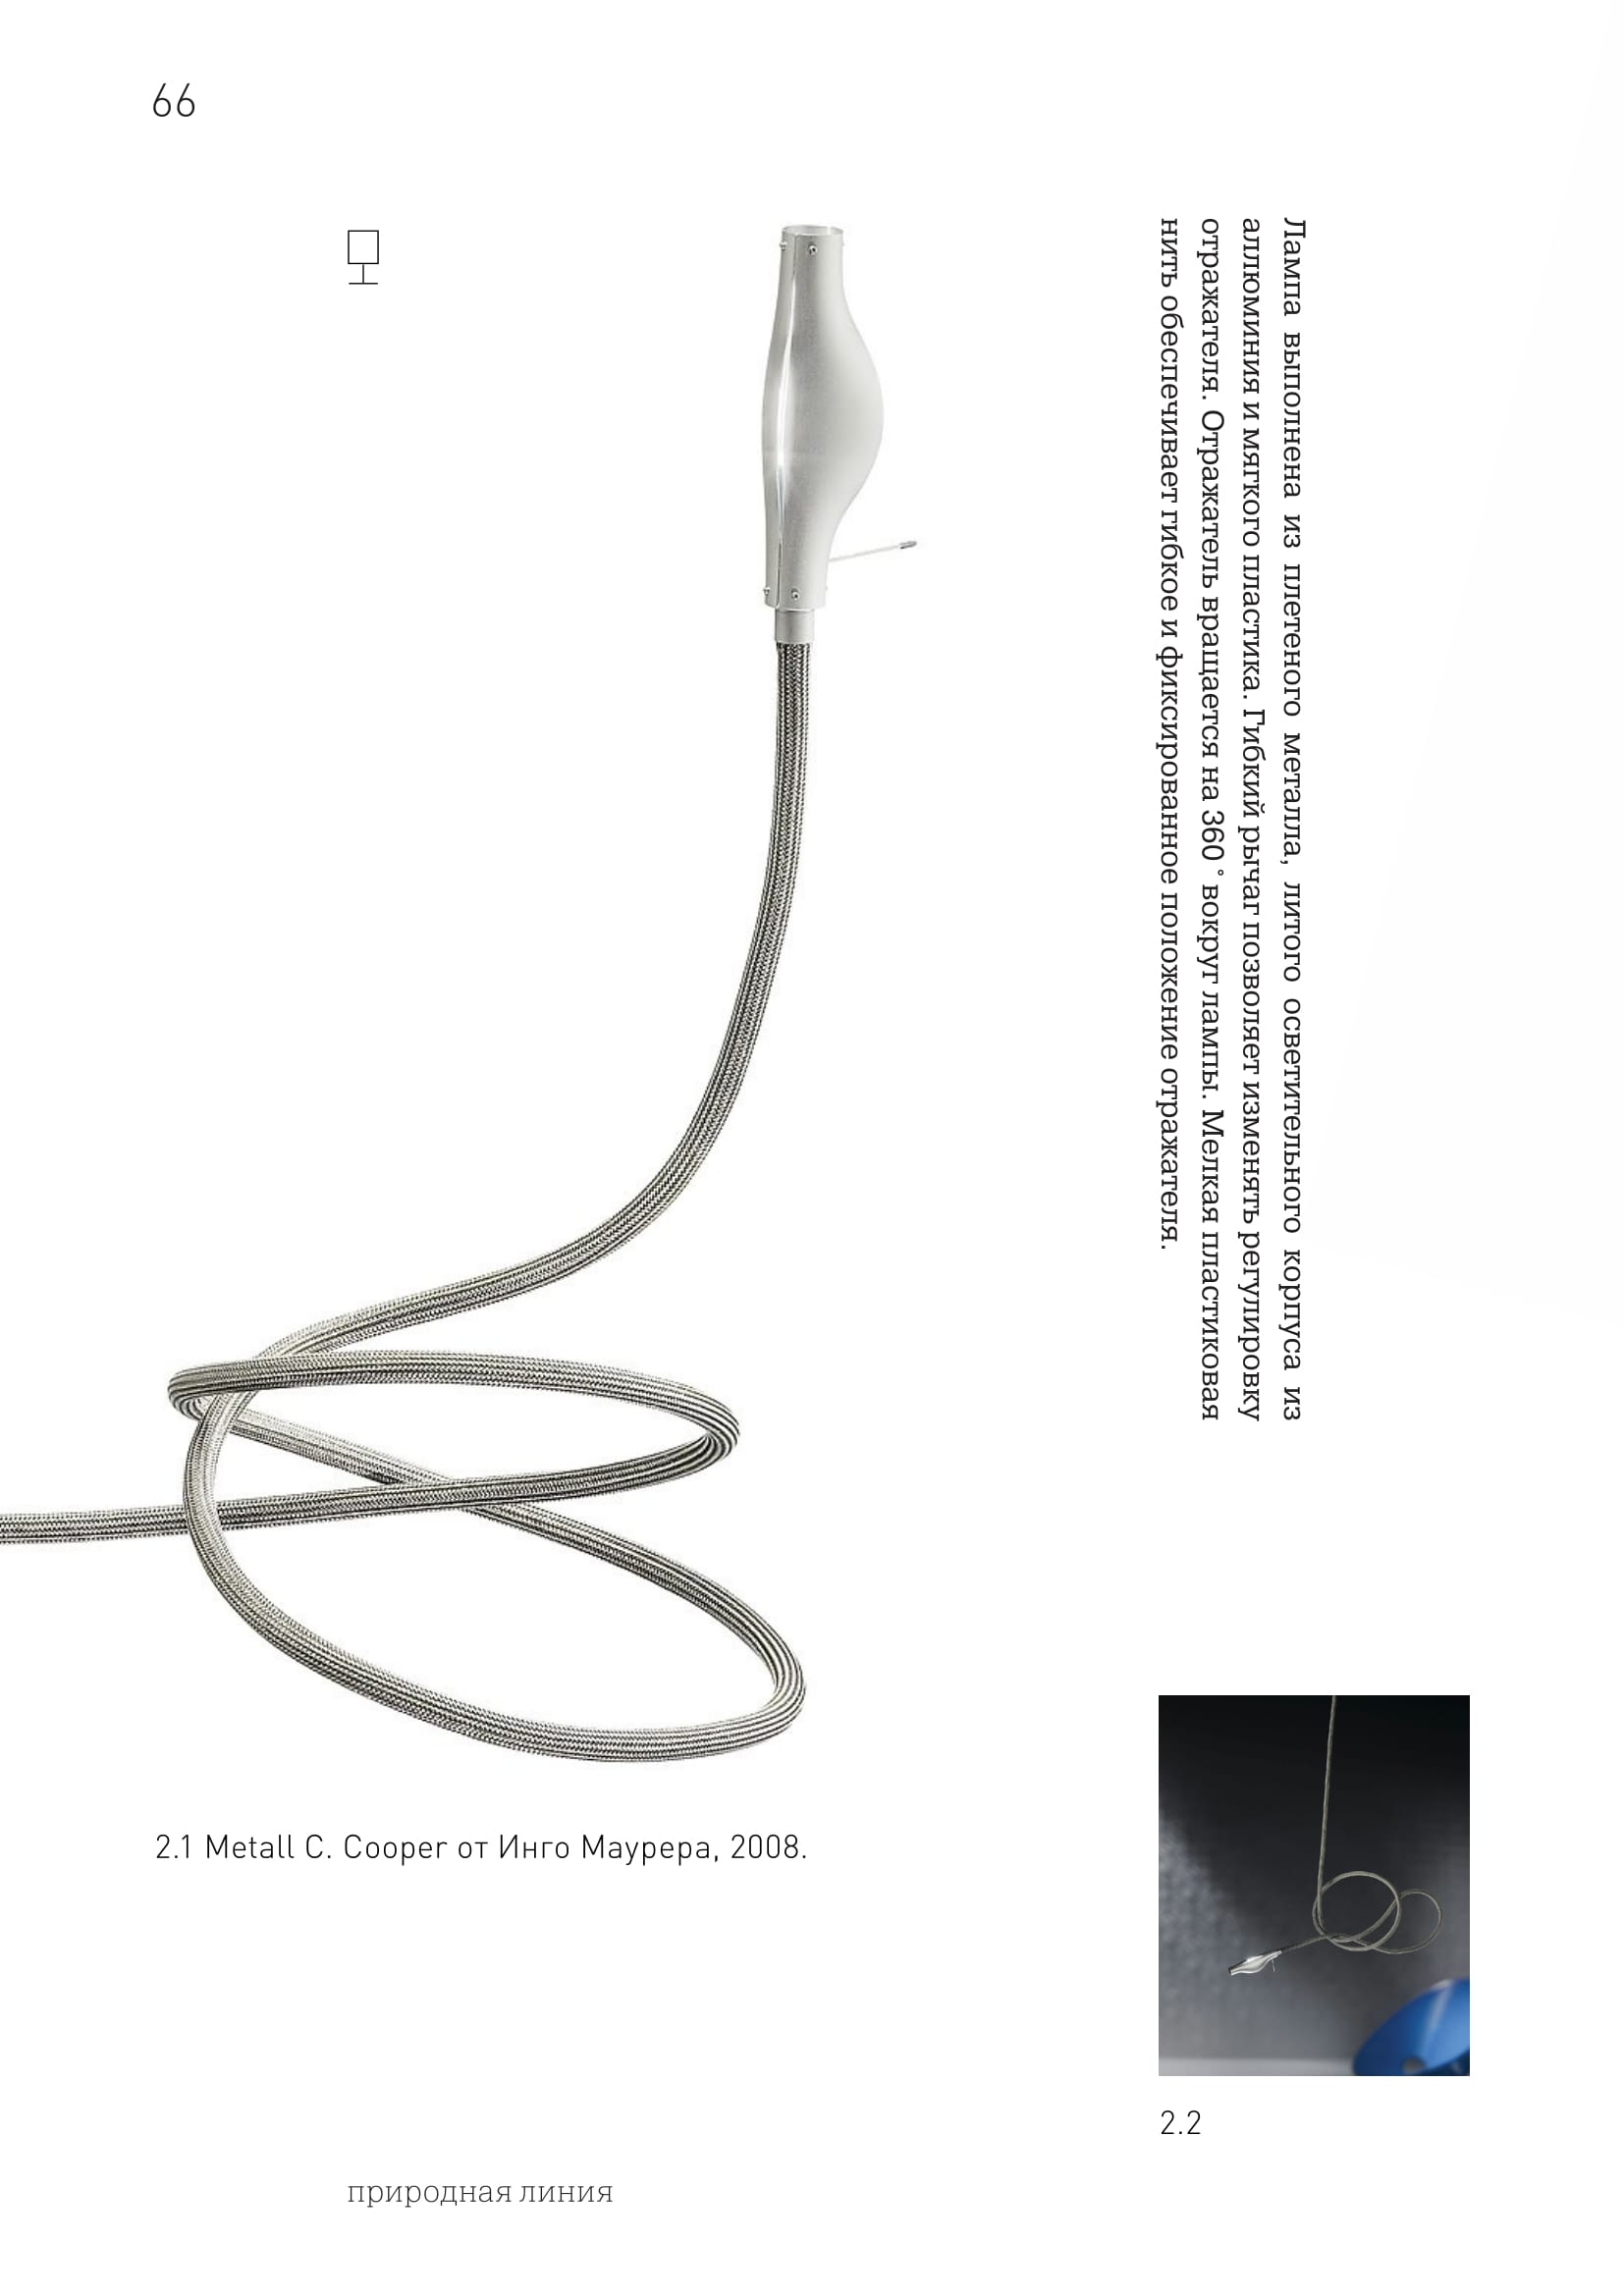 66
Лампа выполнена из плетеного металла, литого осветительного корпуса из
аллюминия и мягкого пластика. Гибкий рычаг позволяет изменять регулировку
отражателя. Отражатель вращается на 360 ˚ вокруг лампы. Мелкая пластиковая
нить обеспечивает гибкое и фиксированное положение отражателя.
2.1 Metall C. Cooper от Инго Маурера, 2008.
2.2
природная линия